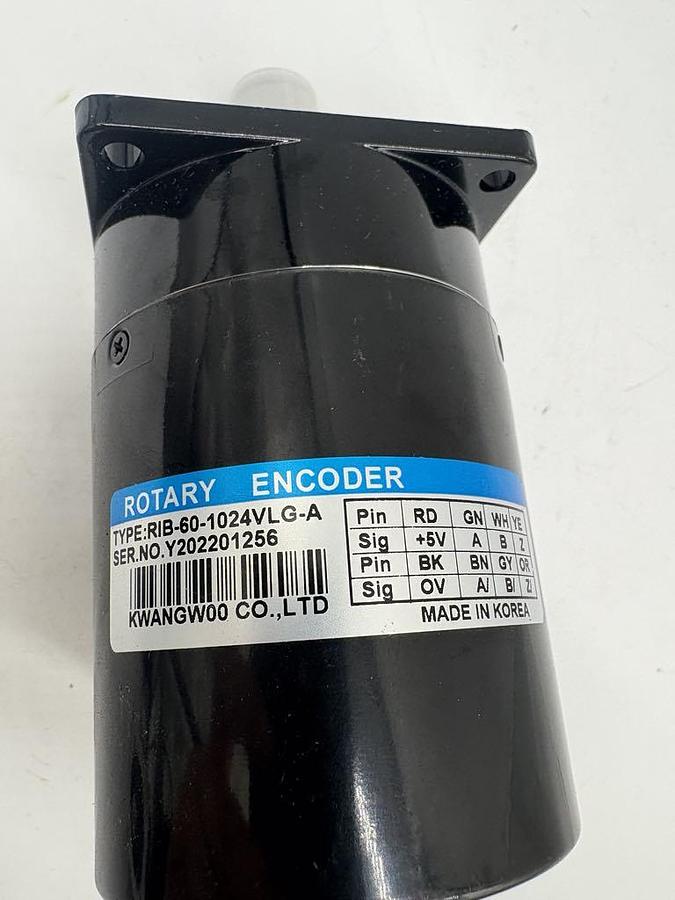 ROTARY ENCODER
TYPE:RIB-60-1024VLG-A
SER.NO.Y202201256
KWANGW00 CO.,LTD
Pin RD GN WH YE
Sig +5V A B Z
Pin BK BN GY OR
Sig OV A/ B/ Z/
MADE IN KOREA